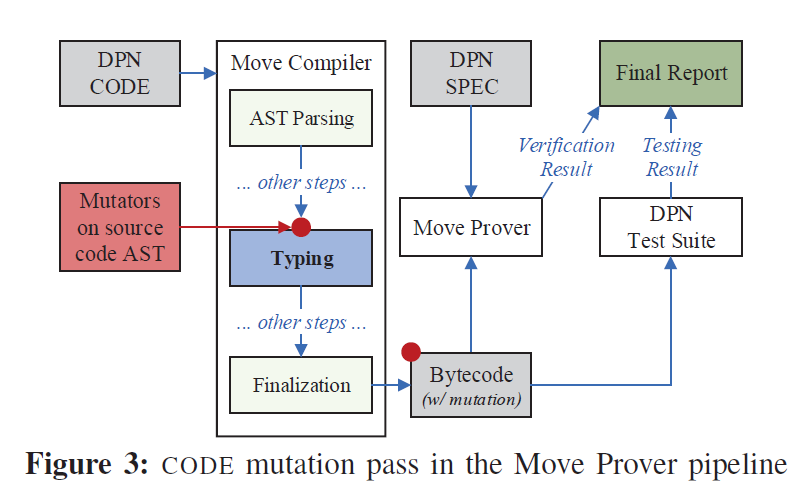 DPN
CODE
Move Compiler
AST Parsing
... other steps ...
Mutators
on source
code AST
Typing
... other steps ...
Finalization
DPN
SPEC
Final Report
Verification
Result
Testing
Result
Move Prover
DPN
Test Suite
Bytecode
(w/ mutation)
Figure 3: CODE mutation pass in the Move Prover pipeline